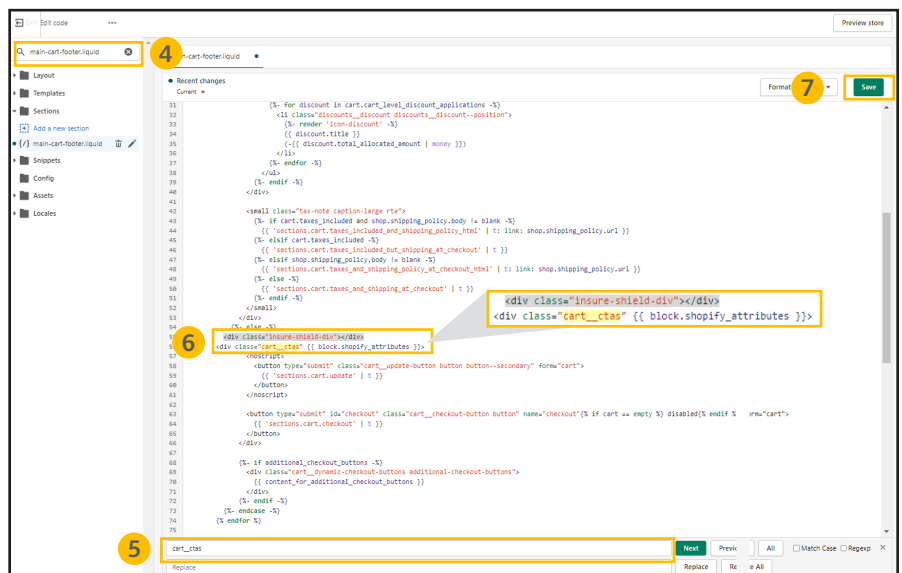 Edit code
Preview store
main-cart-footer.liquid
4
n-cart-footer.liquid
Layout
Templates
Sections
Add a new section
{/} main-cart-footer.liquid
Snippets
Config
Assets
Locales
Recent changes
Current
Format
7
Save
31 {%- for discount in cart.cart_level_discount_applications -%}
32 <li class="discounts__discount discounts__discount--position">
33 {%- render 'icon-discount' -%}
34 {{ discount.title }}
35 (-{{ discount.total_allocated_amount | money }})
36 </li>
37 {%- endfor -%}
38 </ul>
39 {%- endif -%}
40 </div>
41
42 <small class="tax-note caption-large rte">
43 {%- if cart.taxes_included and shop.shipping_policy.body != blank -%}
44 {{ 'sections.cart.taxes_included_and_shipping_policy_html' | t: link: shop.shipping_policy.url }}
45 {%- elsif cart.taxes_included -%}
46 {{ 'sections.cart.taxes_included_but_shipping_at_checkout' | t }}
47 {%- elsif shop.shipping_policy.body != blank -%}
48 {{ 'sections.cart.taxes_and_shipping_policy_at_checkout_html' | t: link: shop.shipping_policy.url }}
49 {%- else -%}
50 {{ 'sections.cart.taxes_and_shipping_at_checkout' | t }}
51 {%- endif -%}
52 </small>
53 </div>
54 {%- else -%}
<div class="insure-shield-div"></div>
<div class="cart__ctas" {{ block.shopify_attributes }}>
6
<div class="insure-shield-div"></div>
<div class="cart__ctas" {{ block.shopify_attributes }}>
57 <noscript>
58 <button type="submit" class="cart__update-button button button--secondary" form="cart">
59 {{ 'sections.cart.update' | t }}
60 </button>
61 </noscript>
62
63 <button type="submit" id="checkout" class="cart__checkout-button button" name="checkout"{% if cart == empty %} disabled{% endif % orm="cart">
64 {{ 'sections.cart.checkout' | t }}
65 </button>
66 </div>
67
68 {%- if additional_checkout_buttons -%}
69 <div class="cart__dynamic-checkout-buttons additional-checkout-buttons">
70 {{ content_for_additional_checkout_buttons }}
71 </div>
72 {%- endif -%}
73 {%- endcase -%}
74 {% endfor %}
75
5
cart__ctas
Next
Previc
All
Match Case
Regexp
Replace
Replace
Re e All